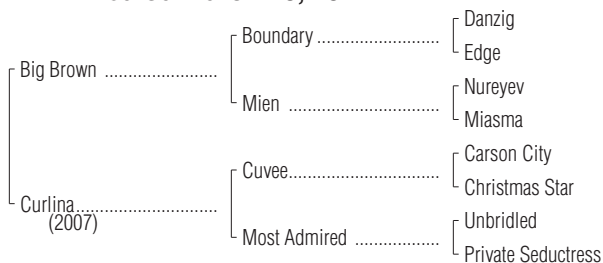 Danzig
Boundary ....................................
Edge
Big Brown .................................
Nureyev
Mien ............................................
Miasma
Carson City
Cuvee............................................
Christmas Star
Curlina..........................................
(2007)
Unbridled
Most Admired ........................
Private Seductress